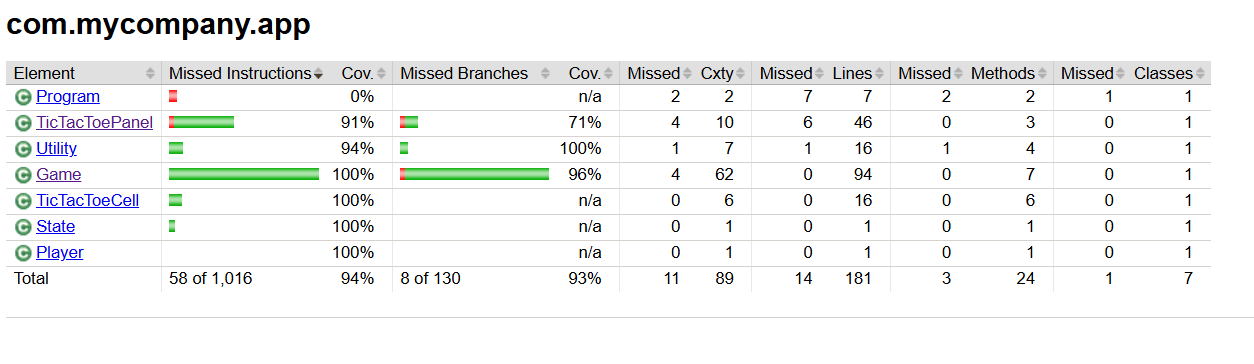 com.mycompany.app
Element Missed Instructions Cov. Missed Branches Cov. Missed Cxty Missed Lines Missed Methods Missed Classes
C Program 0% n/a 2 2 7 7 2 2 1 1
C TicTacToePanel 91% 71% 4 10 6 46 0 3 0 1
C Utility 94% 100% 1 7 1 16 1 4 0 1
C Game 100% 96% 4 62 0 94 0 7 0 1
C TicTacToeCell 100% n/a 0 6 0 16 0 6 0 1
C State 100% n/a 0 1 0 1 0 1 0 1
C Player 100% n/a 0 1 0 1 0 1 0 1
Total 58 of 1,016 94% 8 of 130 93% 11 89 14 181 3 24 1 7